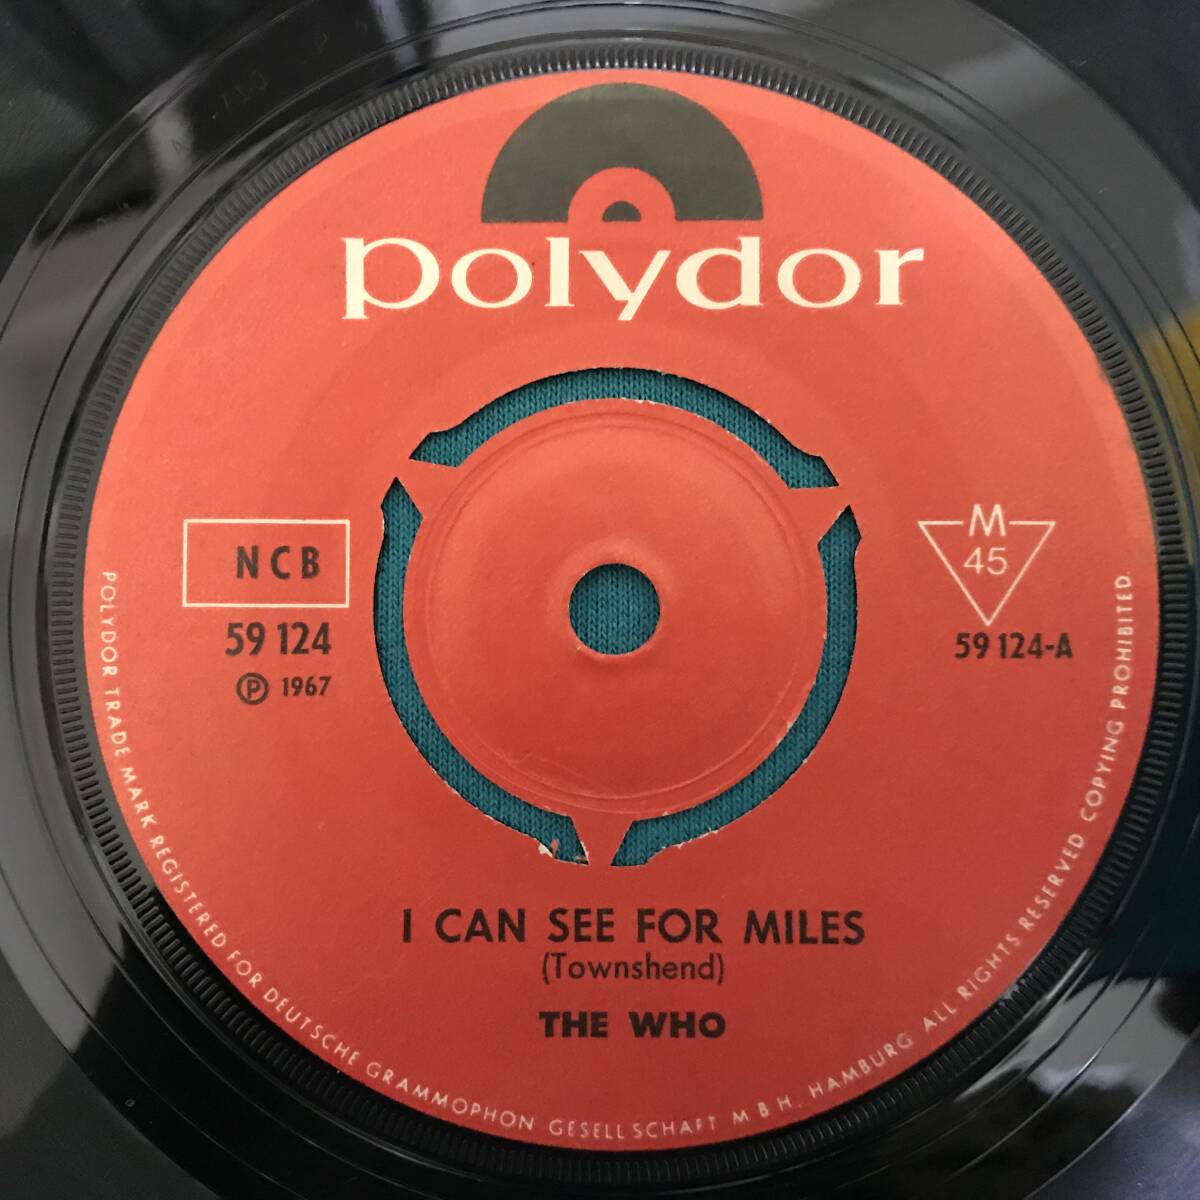 polydor
NCB
59 124
Ⓟ 1967
M
45
59 124-A
I CAN SEE FOR MILES
(Townshend)
THE WHO
POLYDOR TRADE MARK REGISTERED FOR DEUTSCHE GRAMMOPHON GESELLSCHAFT M B H. HAMBURG ALL RIGHTS RESERVED COPYING PROHIBITED.